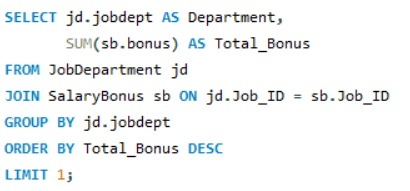 SELECT jd.jobdept AS Department,
SUM(sb.bonus) AS Total_Bonus
FROM JobDepartment jd
JOIN SalaryBonus sb ON jd.Job_ID = sb.Job_ID
GROUP BY jd.jobdept
ORDER BY Total_Bonus DESC
LIMIT 1;